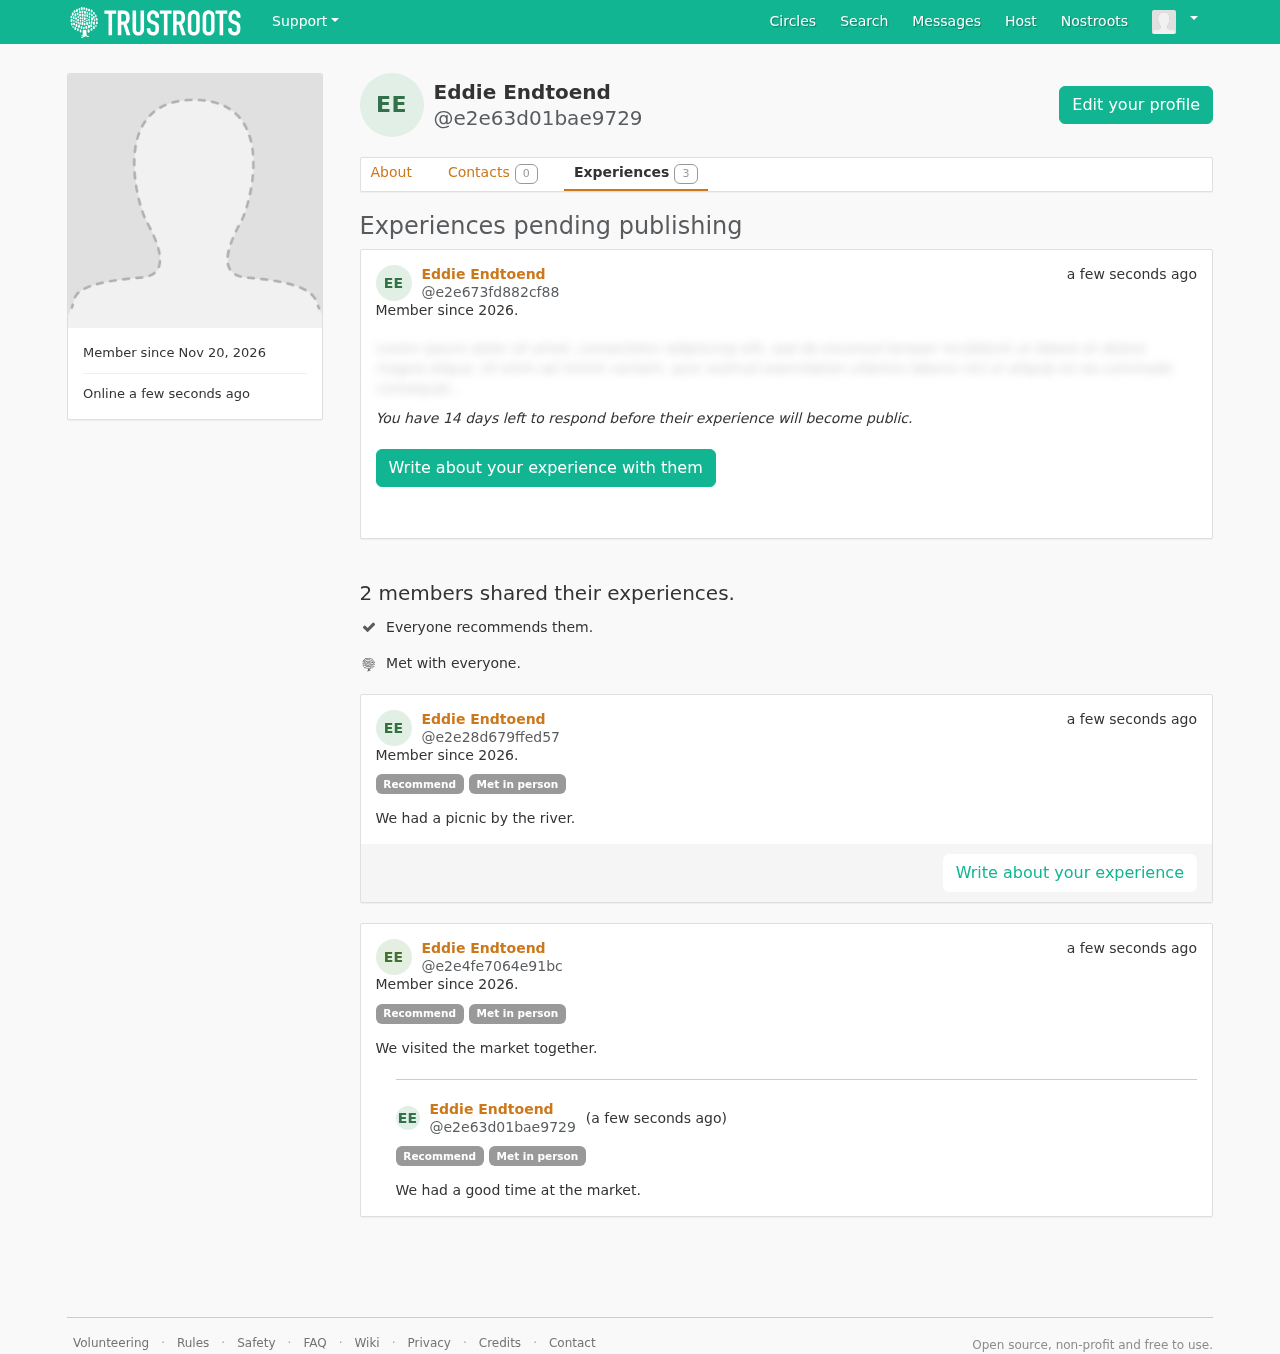 TRUSTROOTS Support Circles Search Messages Host Nostroots
EE Eddie Endtoend
@e2e63d01bae9729
Edit your profile
About Contacts 0 Experiences 3
Member since Nov 20, 2026
Online a few seconds ago
Experiences pending publishing
EE Eddie Endtoend a few seconds ago
@e2e673fd882cf88
Member since 2026.
You have 14 days left to respond before their experience will become public.
Write about your experience with them
2 members shared their experiences.
Everyone recommends them.
Met with everyone.
EE Eddie Endtoend a few seconds ago
@e2e28d679ffed57
Member since 2026.
Recommend Met in person
We had a picnic by the river.
Write about your experience
EE Eddie Endtoend a few seconds ago
@e2e4fe7064e91bc
Member since 2026.
Recommend Met in person
We visited the market together.
EE Eddie Endtoend (a few seconds ago)
@e2e63d01bae9729
Recommend Met in person
We had a good time at the market.
Volunteering · Rules · Safety · FAQ · Wiki · Privacy · Credits · Contact
Open source, non-profit and free to use.